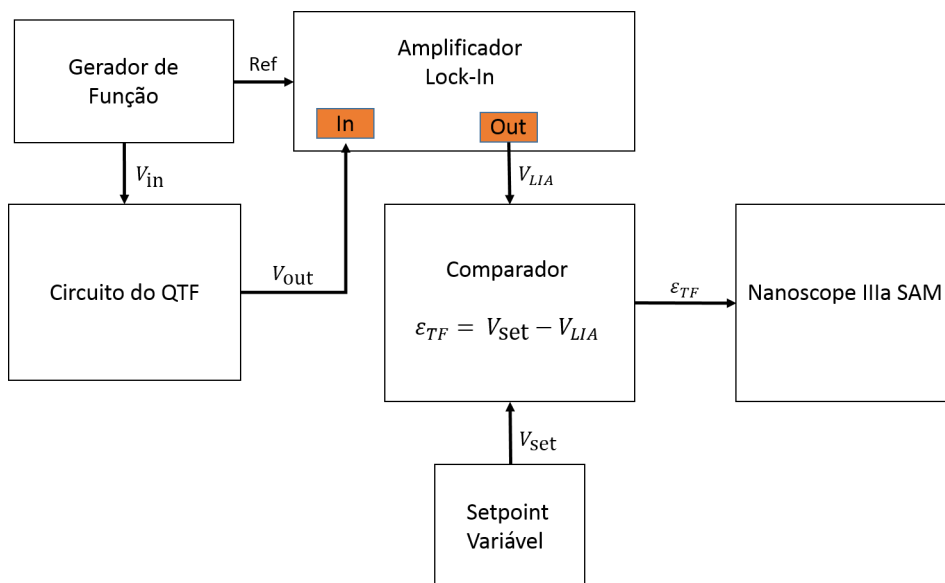 Gerador de
Função
Ref
Amplificador
Lock-In
In
Out
V_in
V_LIA
Circuito do QTF
V_out
Comparador
ε_TF = V_set − V_LIA
ε_TF
Nanoscope IIIa SAM
V_set
Setpoint
Variável